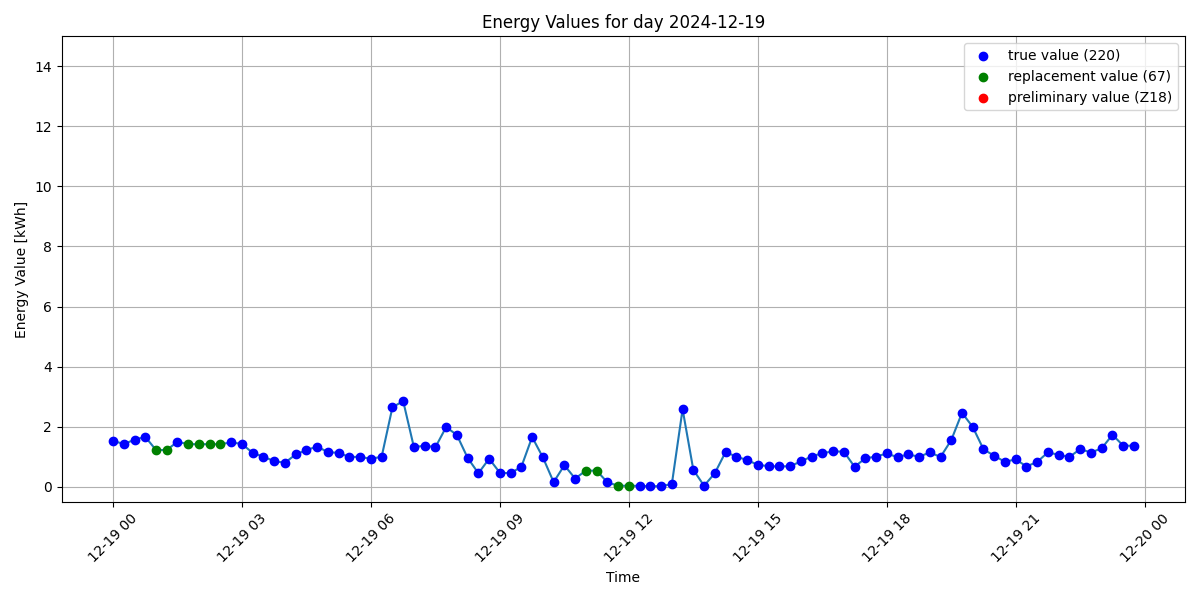 Energy Values for day 2024-12-19
true value (220)
replacement value (67)
preliminary value (Z18)
Energy Value [kWh]
14
12
10
8
6
4
2
0
12-19 00
12-19 03
12-19 06
12-19 09
12-19 12
12-19 15
12-19 18
12-19 21
12-20 00
Time